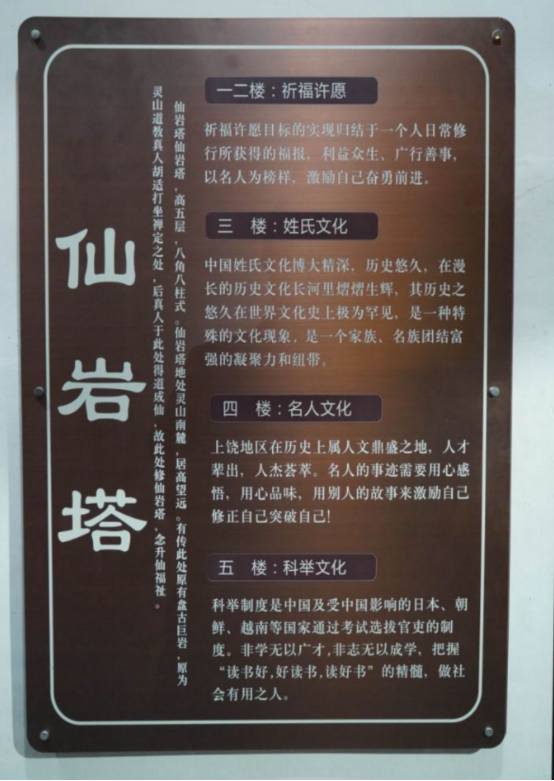 仙岩塔
仙岩塔仙岩塔，高五层，八角八柱式。仙岩塔地处灵山南麓，居高望远。有传此处原有盘古巨岩，原为
灵山道教真人胡适打坐禅定之处，后真人于此处得道成仙，故此处修仙岩塔，念升仙福祉。
一二楼：祈福许愿
祈福许愿目标的实现归结于一个人日常修
行所获得的福报，利益众生，广行善事，
以名人为榜样，激励自己奋勇前进。
三 楼：姓氏文化
中国姓氏文化博大精深，历史悠久，在漫
长的历史文化长河里熠熠生辉，其历史之
悠久在世界文化史上极为罕见，是一种特
殊的文化现象，是一个家族、名族团结富
强的凝聚力和纽带。
四 楼：名人文化
上饶地区在历史上属人文鼎盛之地，人才
辈出，人杰荟萃。名人的事迹需要用心感
悟，用心品味，用别人的故事来激励自己
修正自己突破自己!
五 楼：科举文化
科举制度是中国及受中国影响的日本、朝
鲜、越南等国家通过考试选拔官吏的制
度。非学无以广才,非志无以成学，把握
“读书好,好读书,读好书”的精髓，做社
会有用之人。